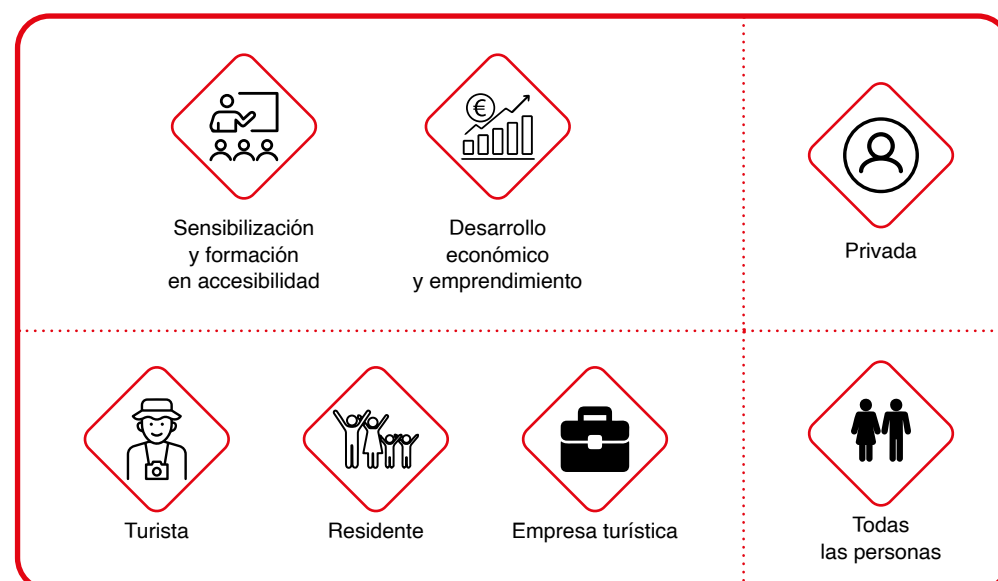 Sensibilización
y formación
en accesibilidad
Desarrollo
económico
y emprendimiento
Privada
Turista
Residente
Empresa turística
Todas
las personas